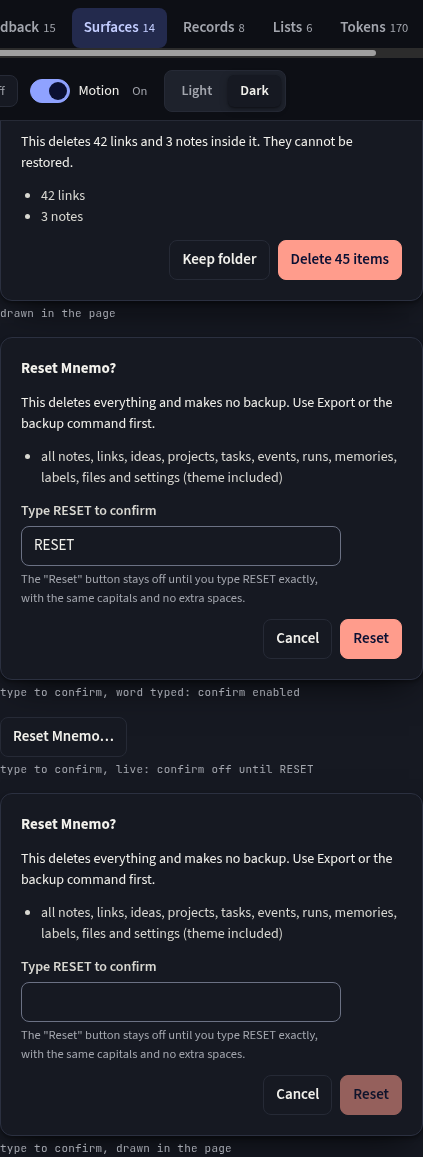 dback 15 Surfaces 14 Records 8 Lists 6 Tokens 170
ff Motion On Light Dark
This deletes 42 links and 3 notes inside it. They cannot be
restored.
• 42 links
• 3 notes
Keep folder Delete 45 items
drawn in the page
Reset Mnemo?
This deletes everything and makes no backup. Use Export or the
backup command first.
• all notes, links, ideas, projects, tasks, events, runs, memories,
labels, files and settings (theme included)
Type RESET to confirm
RESET
The "Reset" button stays off until you type RESET exactly,
with the same capitals and no extra spaces.
Cancel Reset
type to confirm, word typed: confirm enabled
Reset Mnemo...
type to confirm, live: confirm off until RESET
Reset Mnemo?
This deletes everything and makes no backup. Use Export or the
backup command first.
• all notes, links, ideas, projects, tasks, events, runs, memories,
labels, files and settings (theme included)
Type RESET to confirm
The "Reset" button stays off until you type RESET exactly,
with the same capitals and no extra spaces.
Cancel Reset
type to confirm, drawn in the page